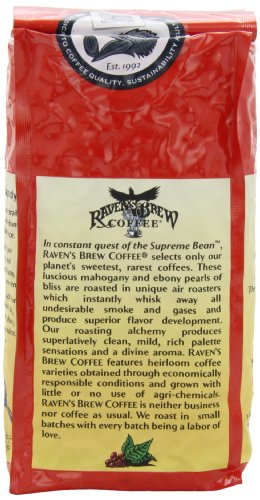 COFFEE QUALITY, SUSTAINABILITY
Est. 1992
RAVEN'S BREW
COFFEE®
In constant quest of the Supreme Bean™,
RAVEN'S BREW COFFEE® selects only our
planet's sweetest, rarest coffees. These
luscious mahogany and ebony pearls of
bliss are roasted in unique air roasters
which instantly whisk away all
undesirable smoke and gases and
produce superior flavor development.
Our roasting alchemy produces
superlatively clean, mild, rich palette
sensations and a divine aroma. RAVEN'S
BREW COFFEE features heirloom coffee
varieties obtained through economically
responsible conditions and grown with
little or no use of agri-chemicals.
RAVEN'S BREW COFFEE is neither business
nor coffee as usual. We roast in small
batches with every batch being a labor of
love.